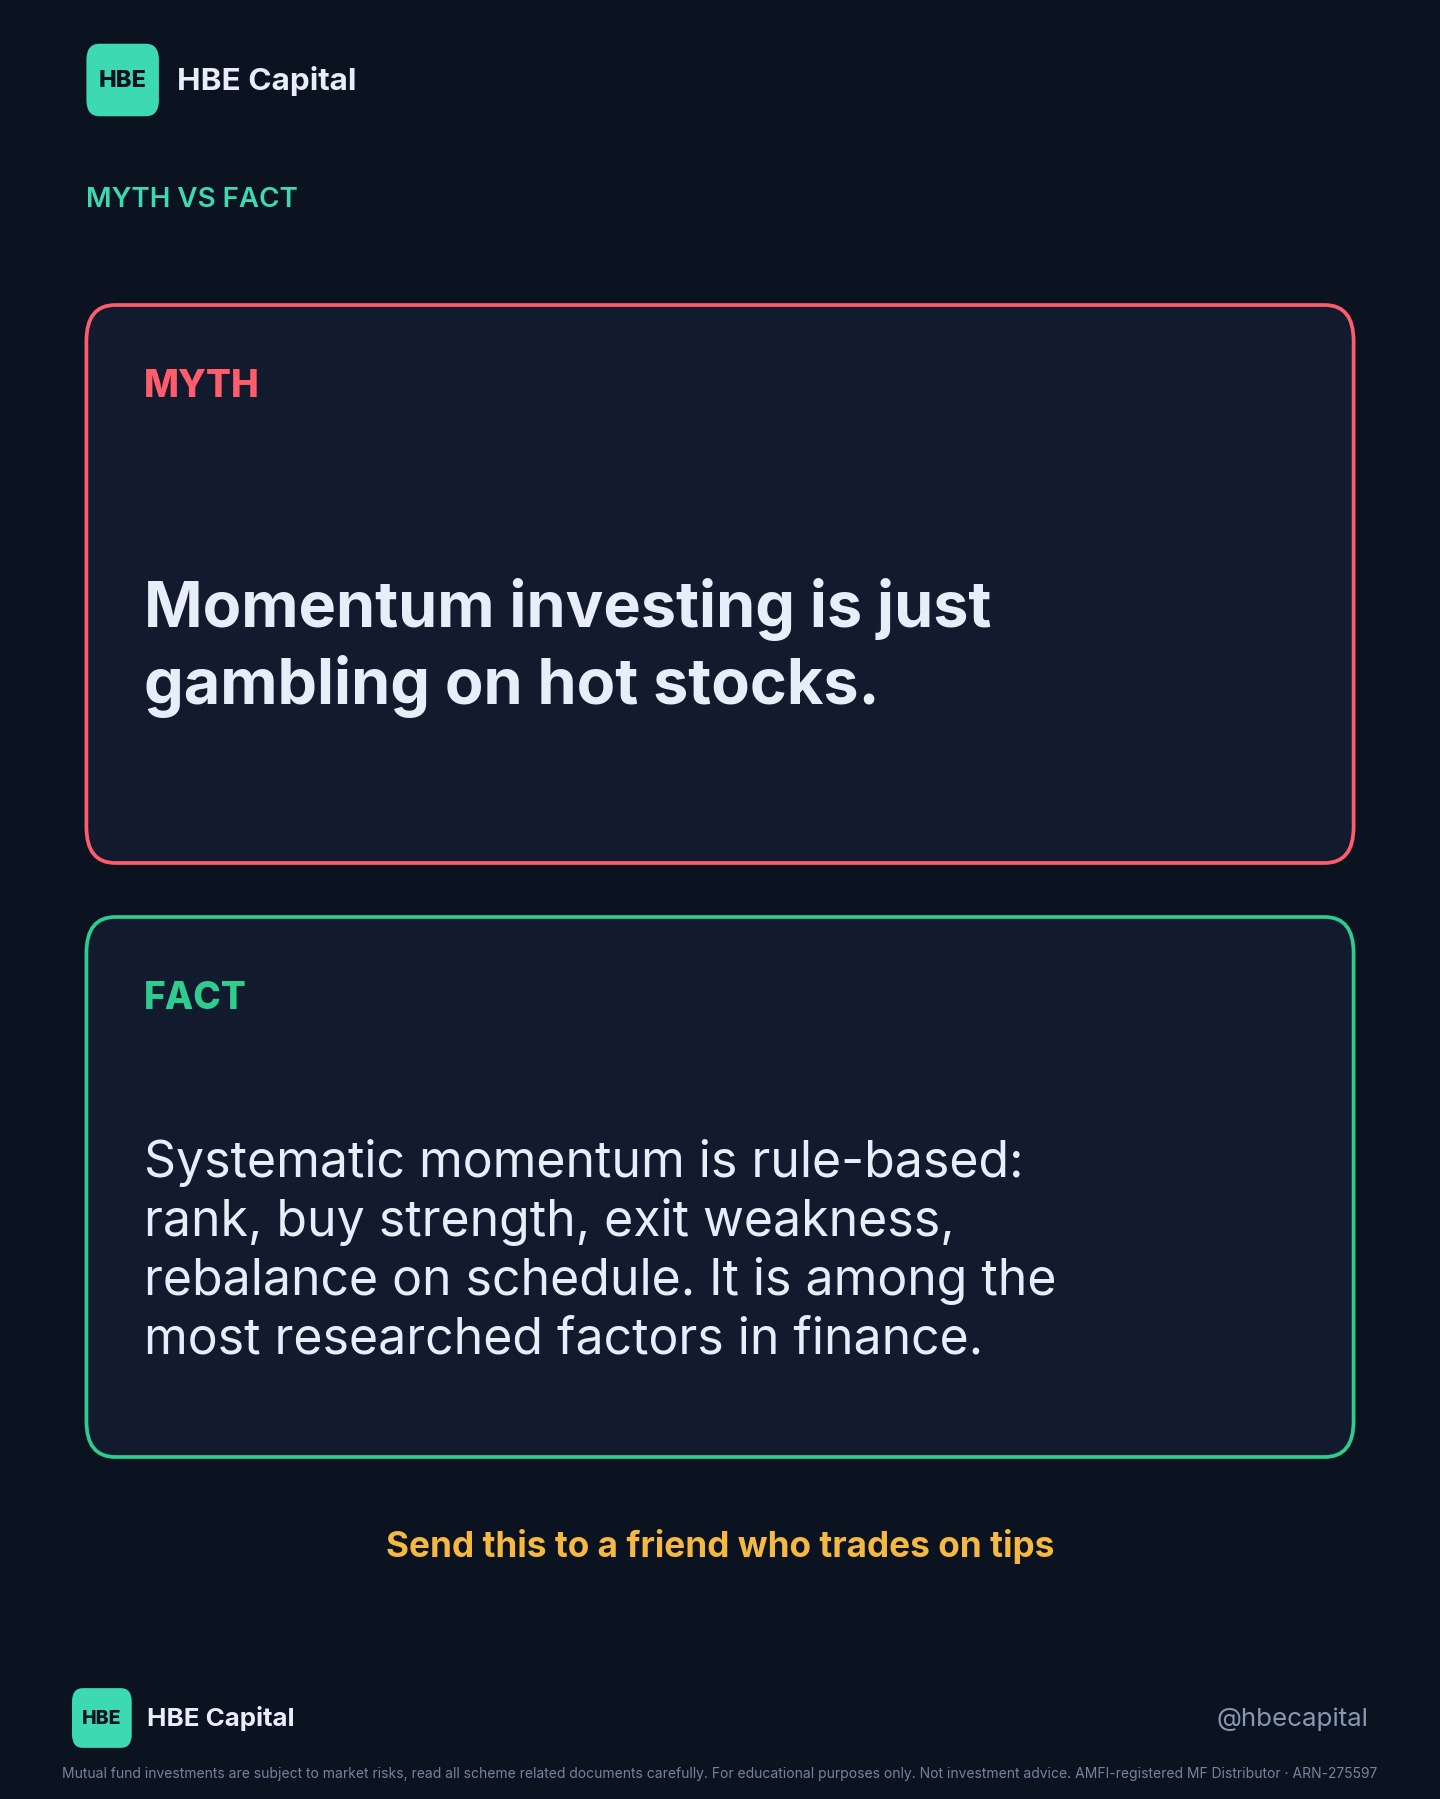 HBE
HBE Capital
MYTH VS FACT
MYTH
Momentum investing is just
gambling on hot stocks.
FACT
Systematic momentum is rule-based:
rank, buy strength, exit weakness,
rebalance on schedule. It is among the
most researched factors in finance.
Send this to a friend who trades on tips
HBE
HBE Capital
@hbecapital
Mutual fund investments are subject to market risks, read all scheme related documents carefully. For educational purposes only. Not investment advice. AMFI-registered MF Distributor · ARN-275597